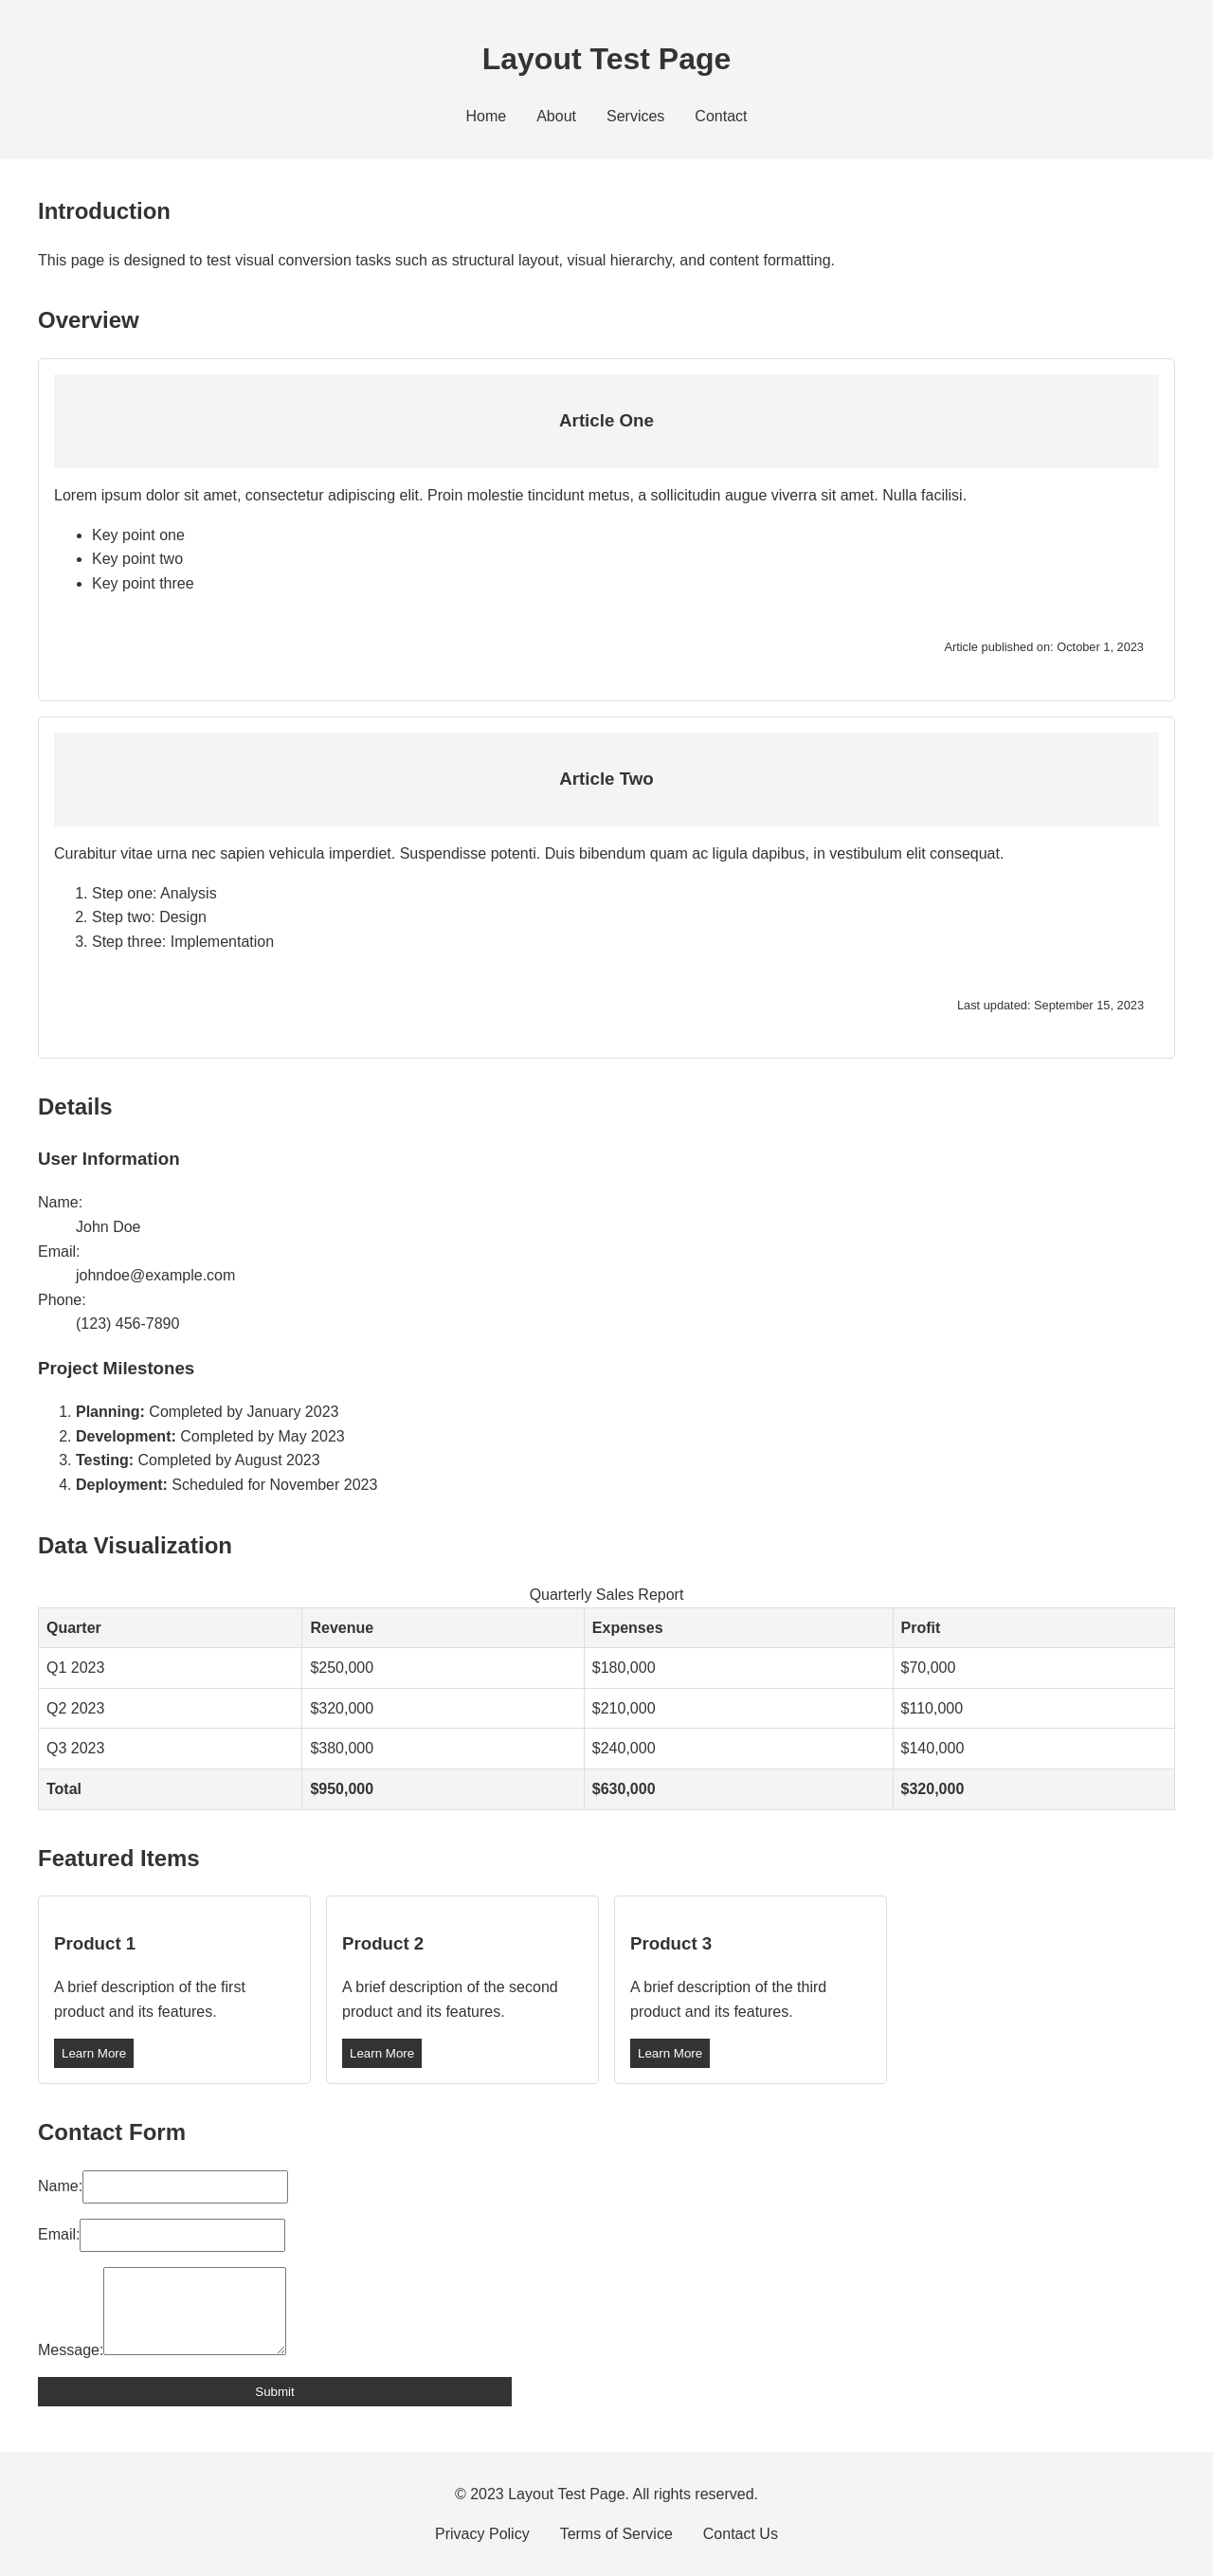 Layout Test Page
Home About Services Contact
Introduction
This page is designed to test visual conversion tasks such as structural layout, visual hierarchy, and content formatting.
Overview
Article One
Lorem ipsum dolor sit amet, consectetur adipiscing elit. Proin molestie tincidunt metus, a sollicitudin augue viverra sit amet. Nulla facilisi.
• Key point one
• Key point two
• Key point three
Article published on: October 1, 2023
Article Two
Curabitur vitae urna nec sapien vehicula imperdiet. Suspendisse potenti. Duis bibendum quam ac ligula dapibus, in vestibulum elit consequat.
1. Step one: Analysis
2. Step two: Design
3. Step three: Implementation
Last updated: September 15, 2023
Details
User Information
Name:
John Doe
Email:
johndoe@example.com
Phone:
(123) 456-7890
Project Milestones
1. Planning: Completed by January 2023
2. Development: Completed by May 2023
3. Testing: Completed by August 2023
4. Deployment: Scheduled for November 2023
Data Visualization
Quarterly Sales Report
Quarter Revenue Expenses Profit
Q1 2023 $250,000 $180,000 $70,000
Q2 2023 $320,000 $210,000 $110,000
Q3 2023 $380,000 $240,000 $140,000
Total $950,000 $630,000 $320,000
Featured Items
Product 1
A brief description of the first
product and its features.
Learn More
Product 2
A brief description of the second
product and its features.
Learn More
Product 3
A brief description of the third
product and its features.
Learn More
Contact Form
Name:
Email:
Message:
Submit
© 2023 Layout Test Page. All rights reserved.
Privacy Policy Terms of Service Contact Us